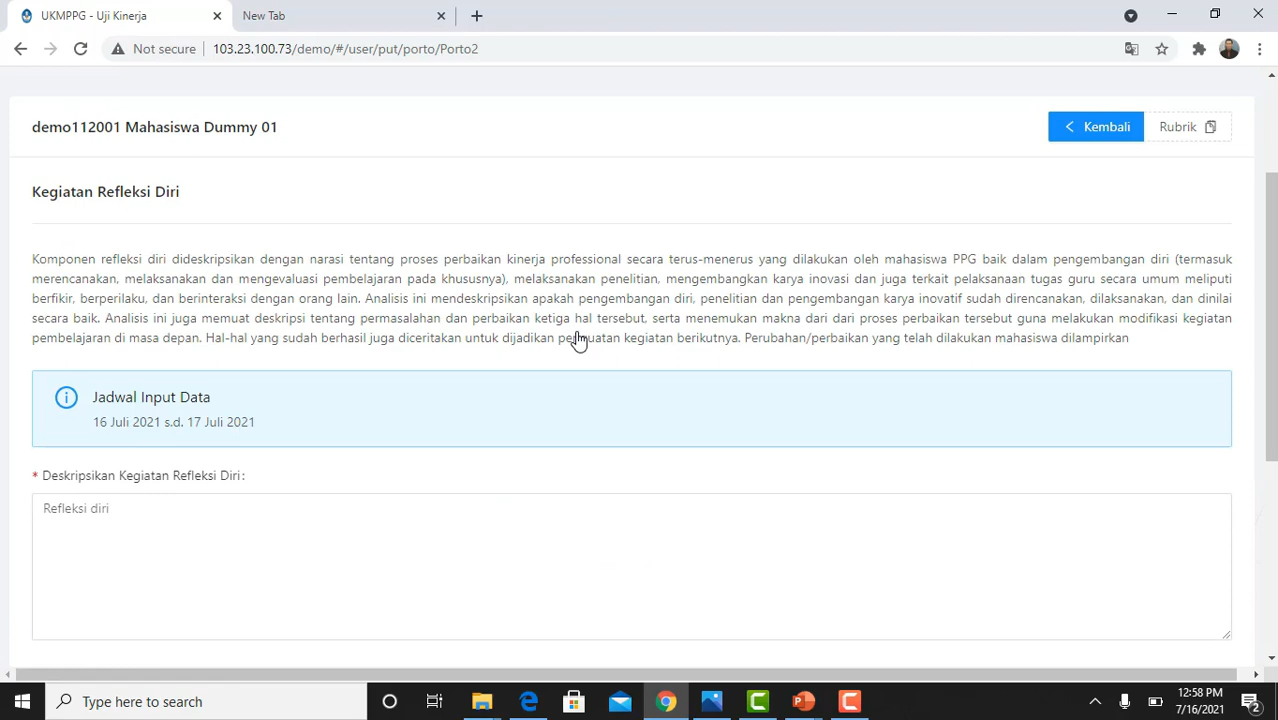 UKMPPG - Uji Kinerja
New Tab
Not secure
103.23.100.73/demo/#/user/put/porto/Porto2
demo112001 Mahasiswa Dummy 01
Kembali
Rubrik
Kegiatan Refleksi Diri
Komponen refleksi diri dideskripsikan dengan narasi tentang proses perbaikan kinerja professional secara terus-menerus yang dilakukan oleh mahasiswa PPG baik dalam pengembangan diri (termasuk
merencanakan, melaksanakan dan mengevaluasi pembelajaran pada khususnya), melaksanakan penelitian, mengembangkan karya inovasi dan juga terkait pelaksanaan tugas guru secara umum meliputi
berfikir, berperilaku, dan berinteraksi dengan orang lain. Analisis ini mendeskripsikan apakah pengembangan diri, penelitian dan pengembangan karya inovatif sudah direncanakan, dilaksanakan, dan dinilai
secara baik. Analisis ini juga memuat deskripsi tentang permasalahan dan perbaikan ketiga hal tersebut, serta menemukan makna dari dari proses perbaikan tersebut guna melakukan modifikasi kegiatan
pembelajaran di masa depan. Hal-hal yang sudah berhasil juga diceritakan untuk dijadikan kegiatan berikutnya. Perubahan/perbaikan yang telah dilakukan mahasiswa dilampirkan
Jadwal Input Data
16 Juli 2021 s.d. 17 Juli 2021
* Deskripsikan Kegiatan Refleksi Diri:
Refleksi diri
Type here to search
12:58 PM
7/16/2021
2